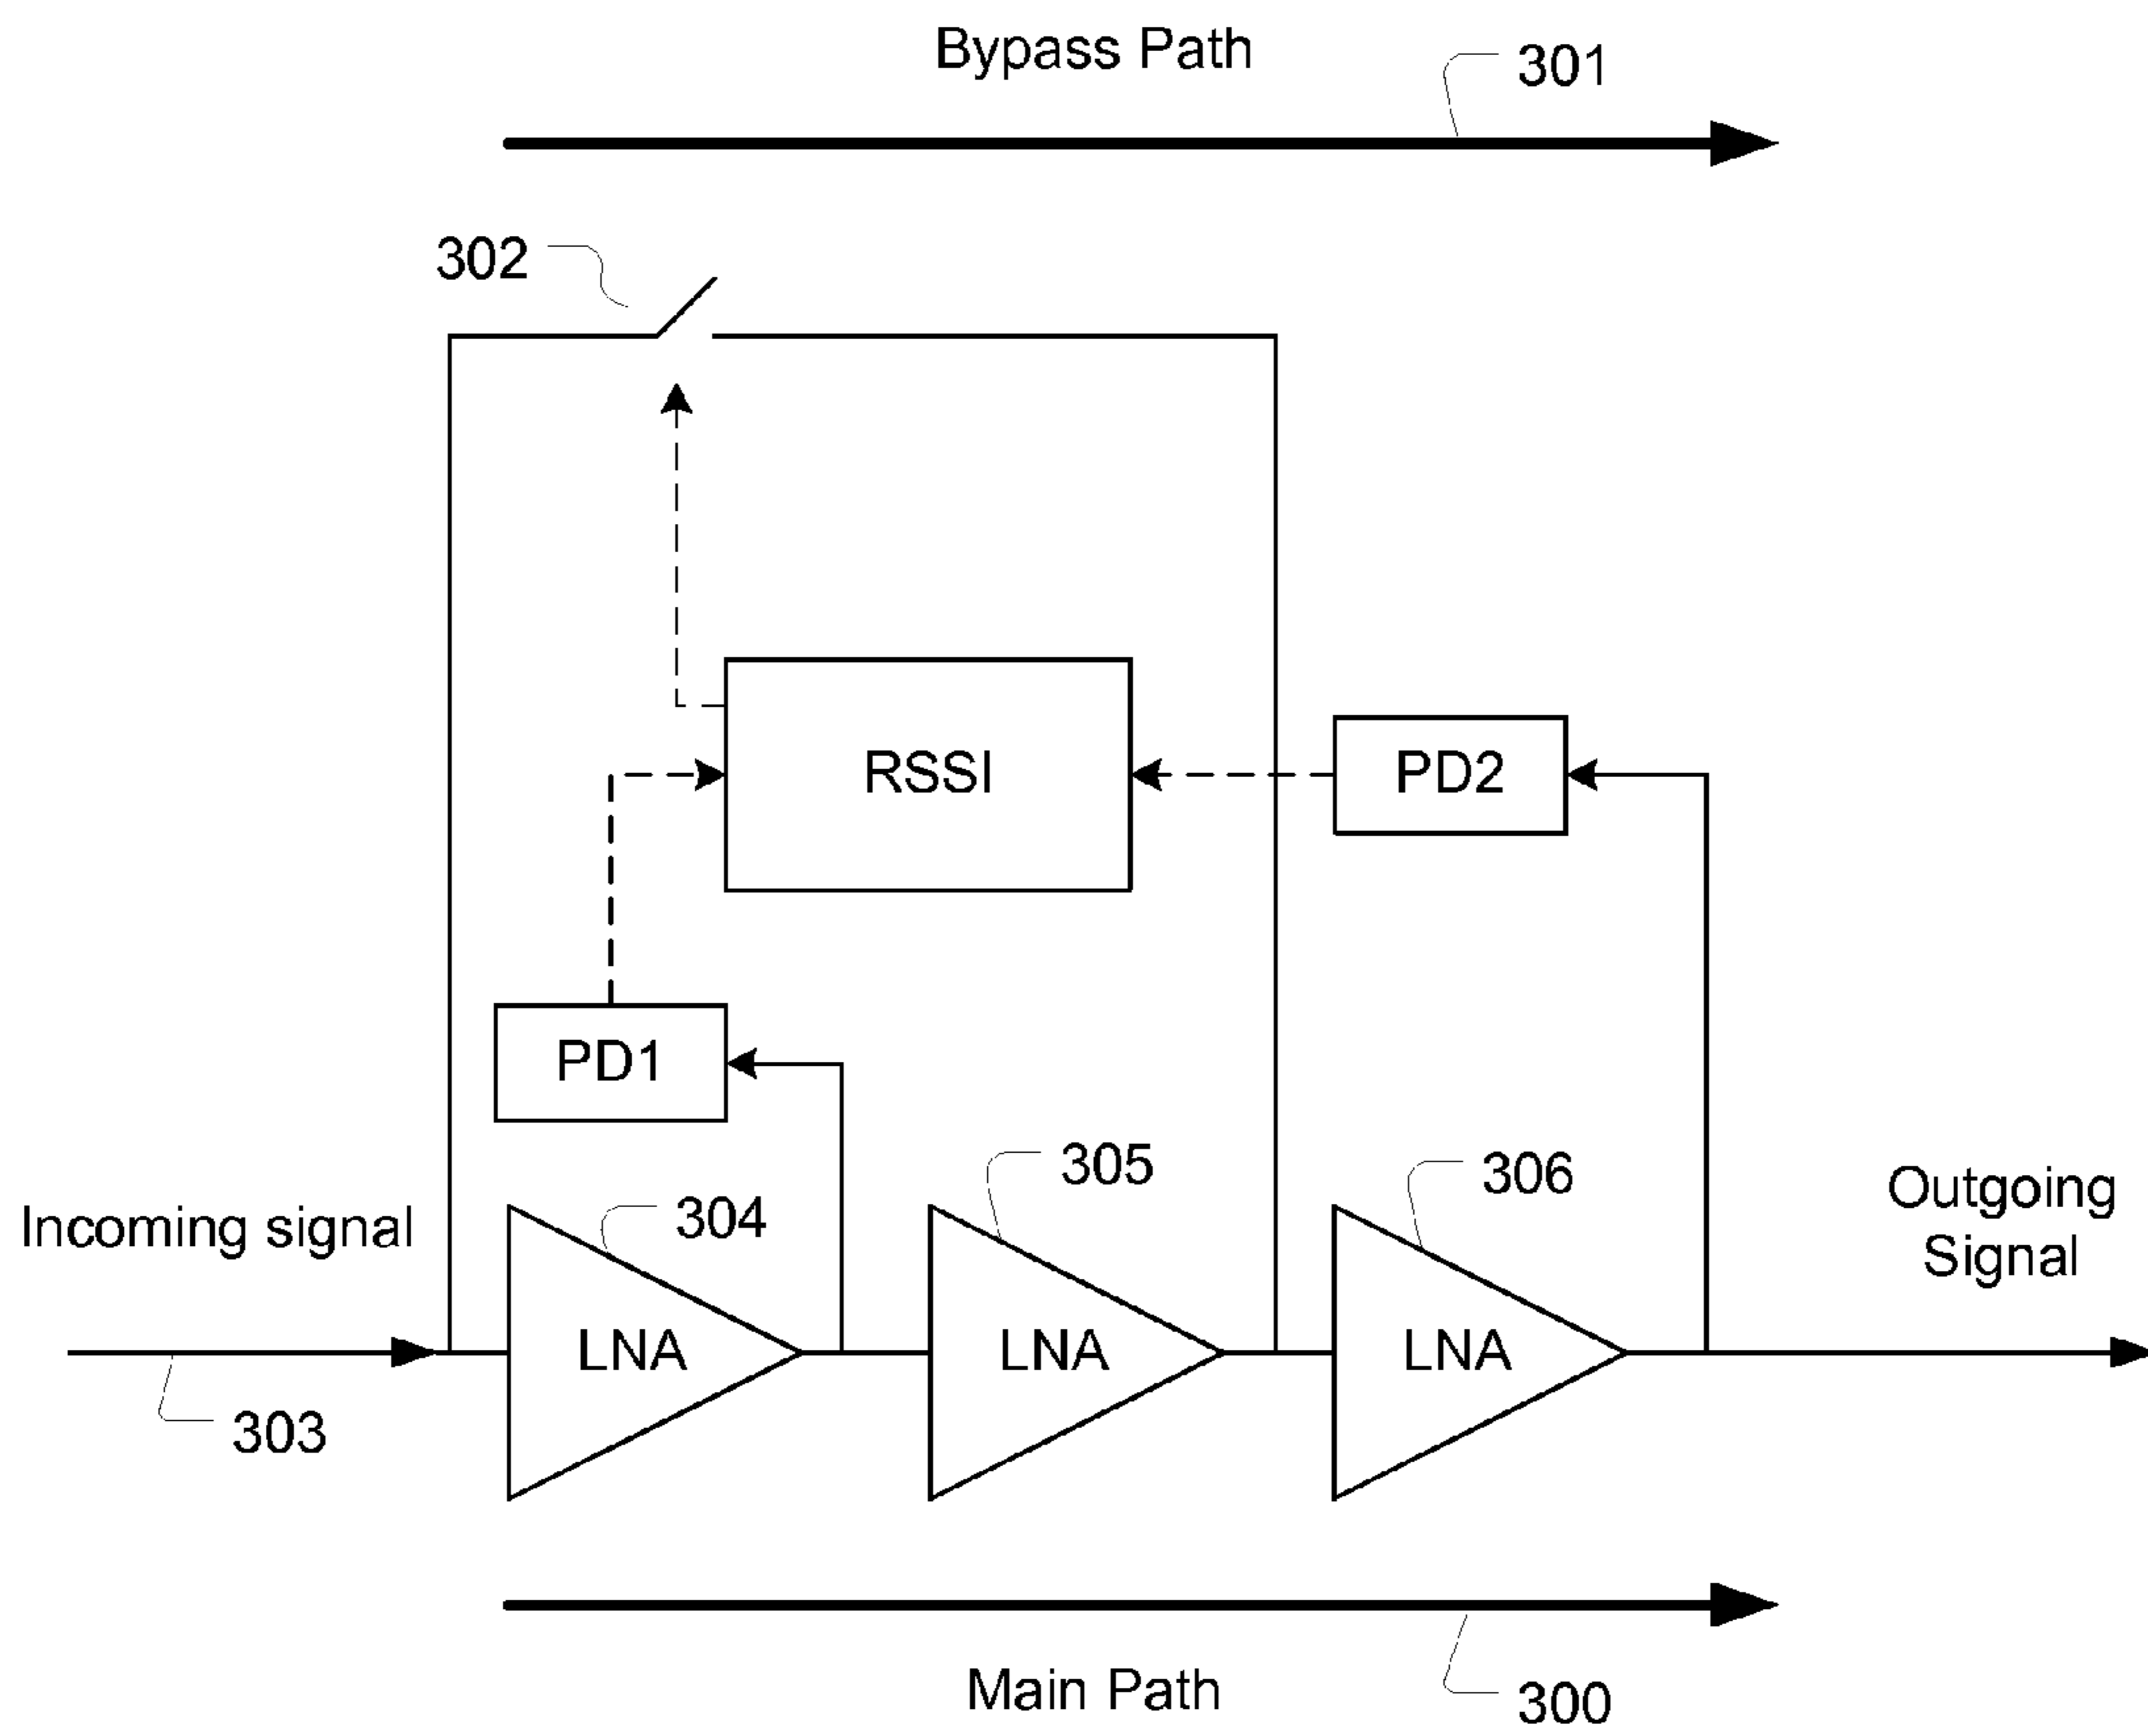 Bypass Path
301
302
RSSI
PD2
PD1
305
306
304
Incoming signal
Outgoing
Signal
LNA
LNA
LNA
303
Main Path
300